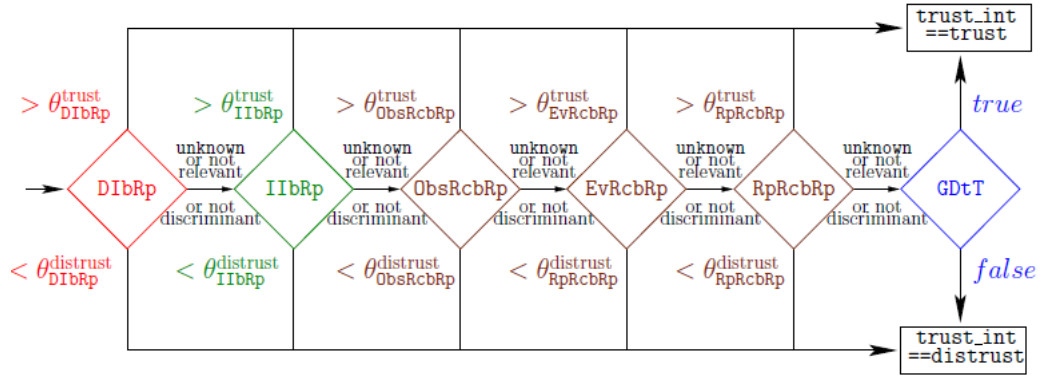 trust_int
==trust
> θ^trust_DIbRp
> θ^trust_IIbRp
> θ^trust_ObsRcbRp
> θ^trust_EvRcbRp
> θ^trust_RpRcbRp
true
unknown
or not
relevant
unknown
or not
relevant
unknown
or not
relevant
unknown
or not
relevant
unknown
or not
relevant
DIbRp
IIbRp
ObsRcbRp
EvRcbRp
RpRcbRp
GDtT
or not
discriminant
or not
discriminant
or not
discriminant
or not
discriminant
or not
discriminant
< θ^distrust_DIbRp
< θ^distrust_IIbRp
< θ^distrust_ObsRcbRp
< θ^distrust_RpRcbRp
< θ^distrust_RpRcbRp
false
trust_int
==distrust